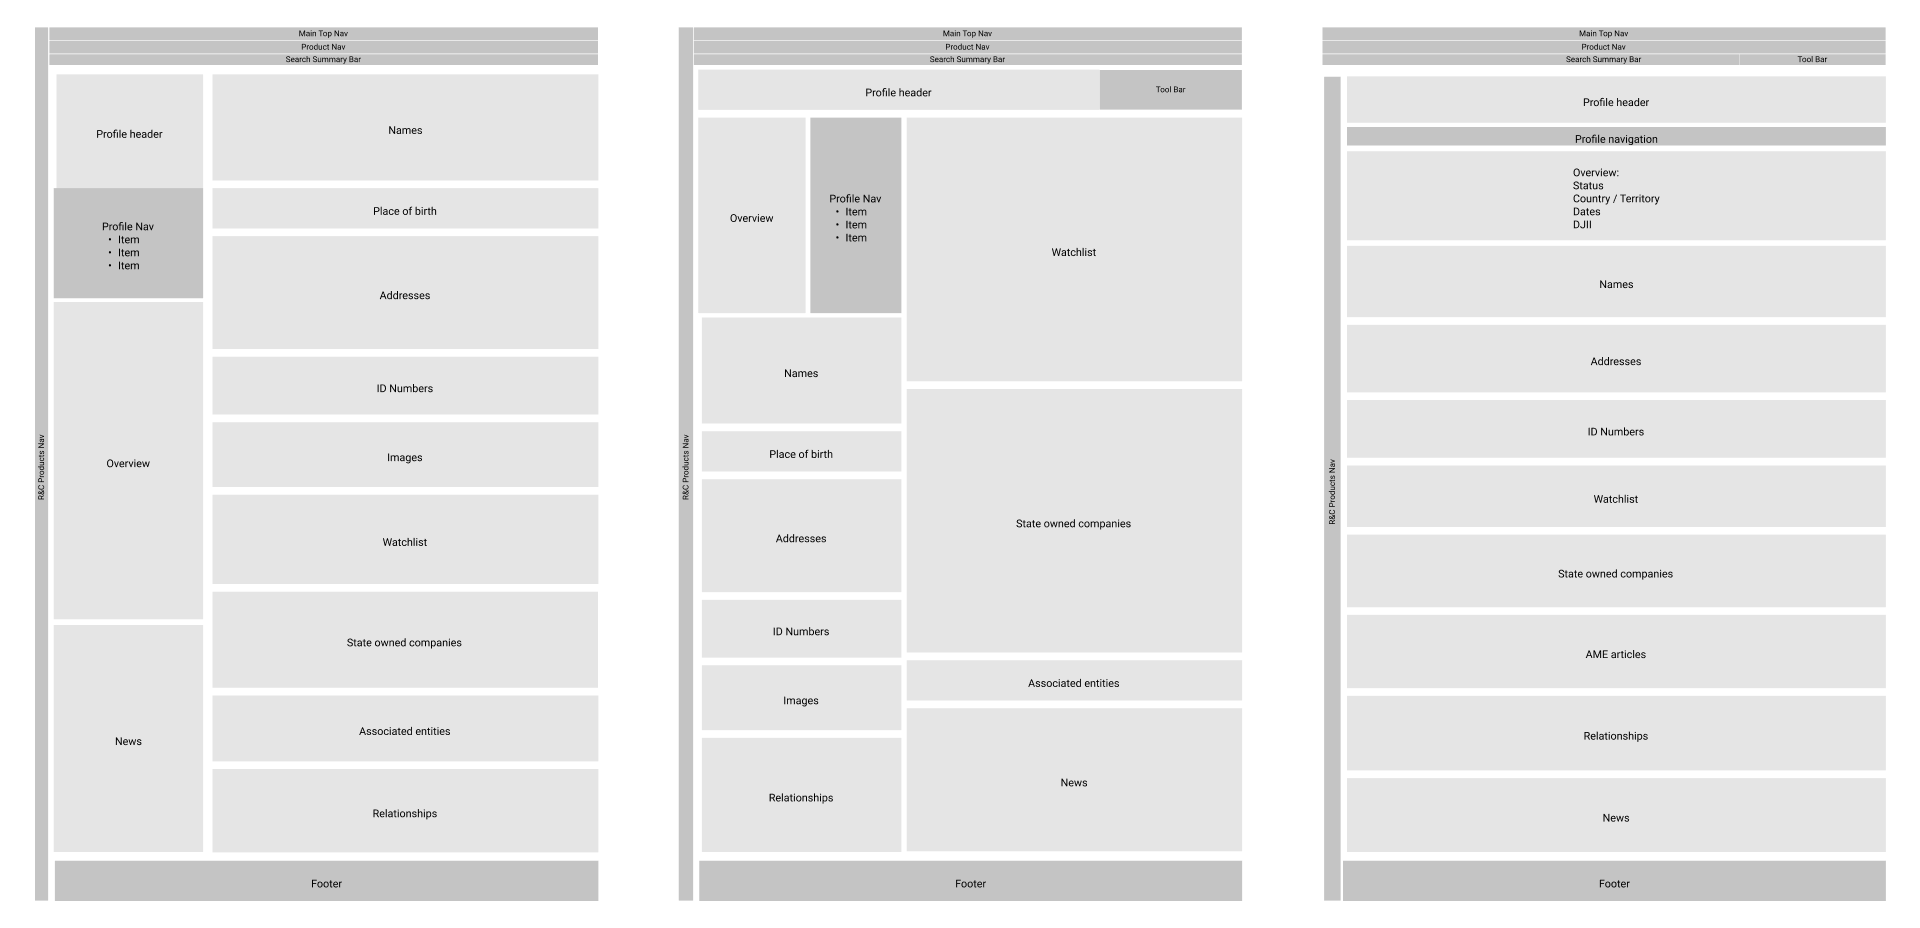 Main Top Nav
Product Nav
Search Summary Bar
R&C Products Nav
Profile header
Profile Nav
• Item
• Item
• Item
Overview
News
Names
Place of birth
Addresses
ID Numbers
Images
Watchlist
State owned companies
Associated entities
Relationships
Footer
Main Top Nav
Product Nav
Search Summary Bar
R&C Products Nav
Profile header
Tool Bar
Overview
Profile Nav
• Item
• Item
• Item
Names
Place of birth
Addresses
ID Numbers
Images
Relationships
Watchlist
State owned companies
Associated entities
News
Footer
Main Top Nav
Product Nav
Search Summary Bar
Tool Bar
R&C Products Nav
Profile header
Profile navigation
Overview:
Status
Country / Territory
Dates
DJII
Names
Addresses
ID Numbers
Watchlist
State owned companies
AME articles
Relationships
News
Footer